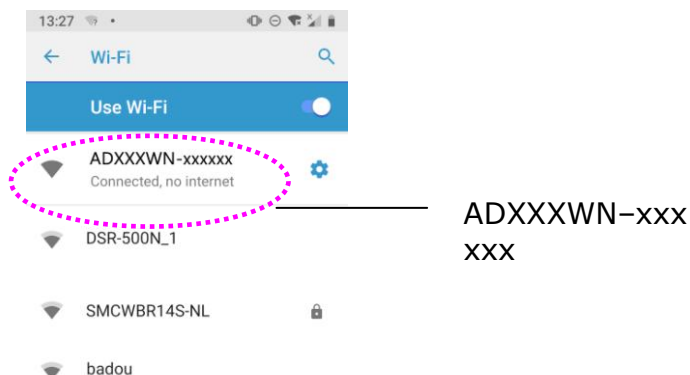 13:27
Wi-Fi
Use Wi-Fi
ADXXXWN-xxxxxx
Connected, no internet
ADXXXWN–xxx
xxx
DSR-500N_1
SMCWBR14S-NL
badou